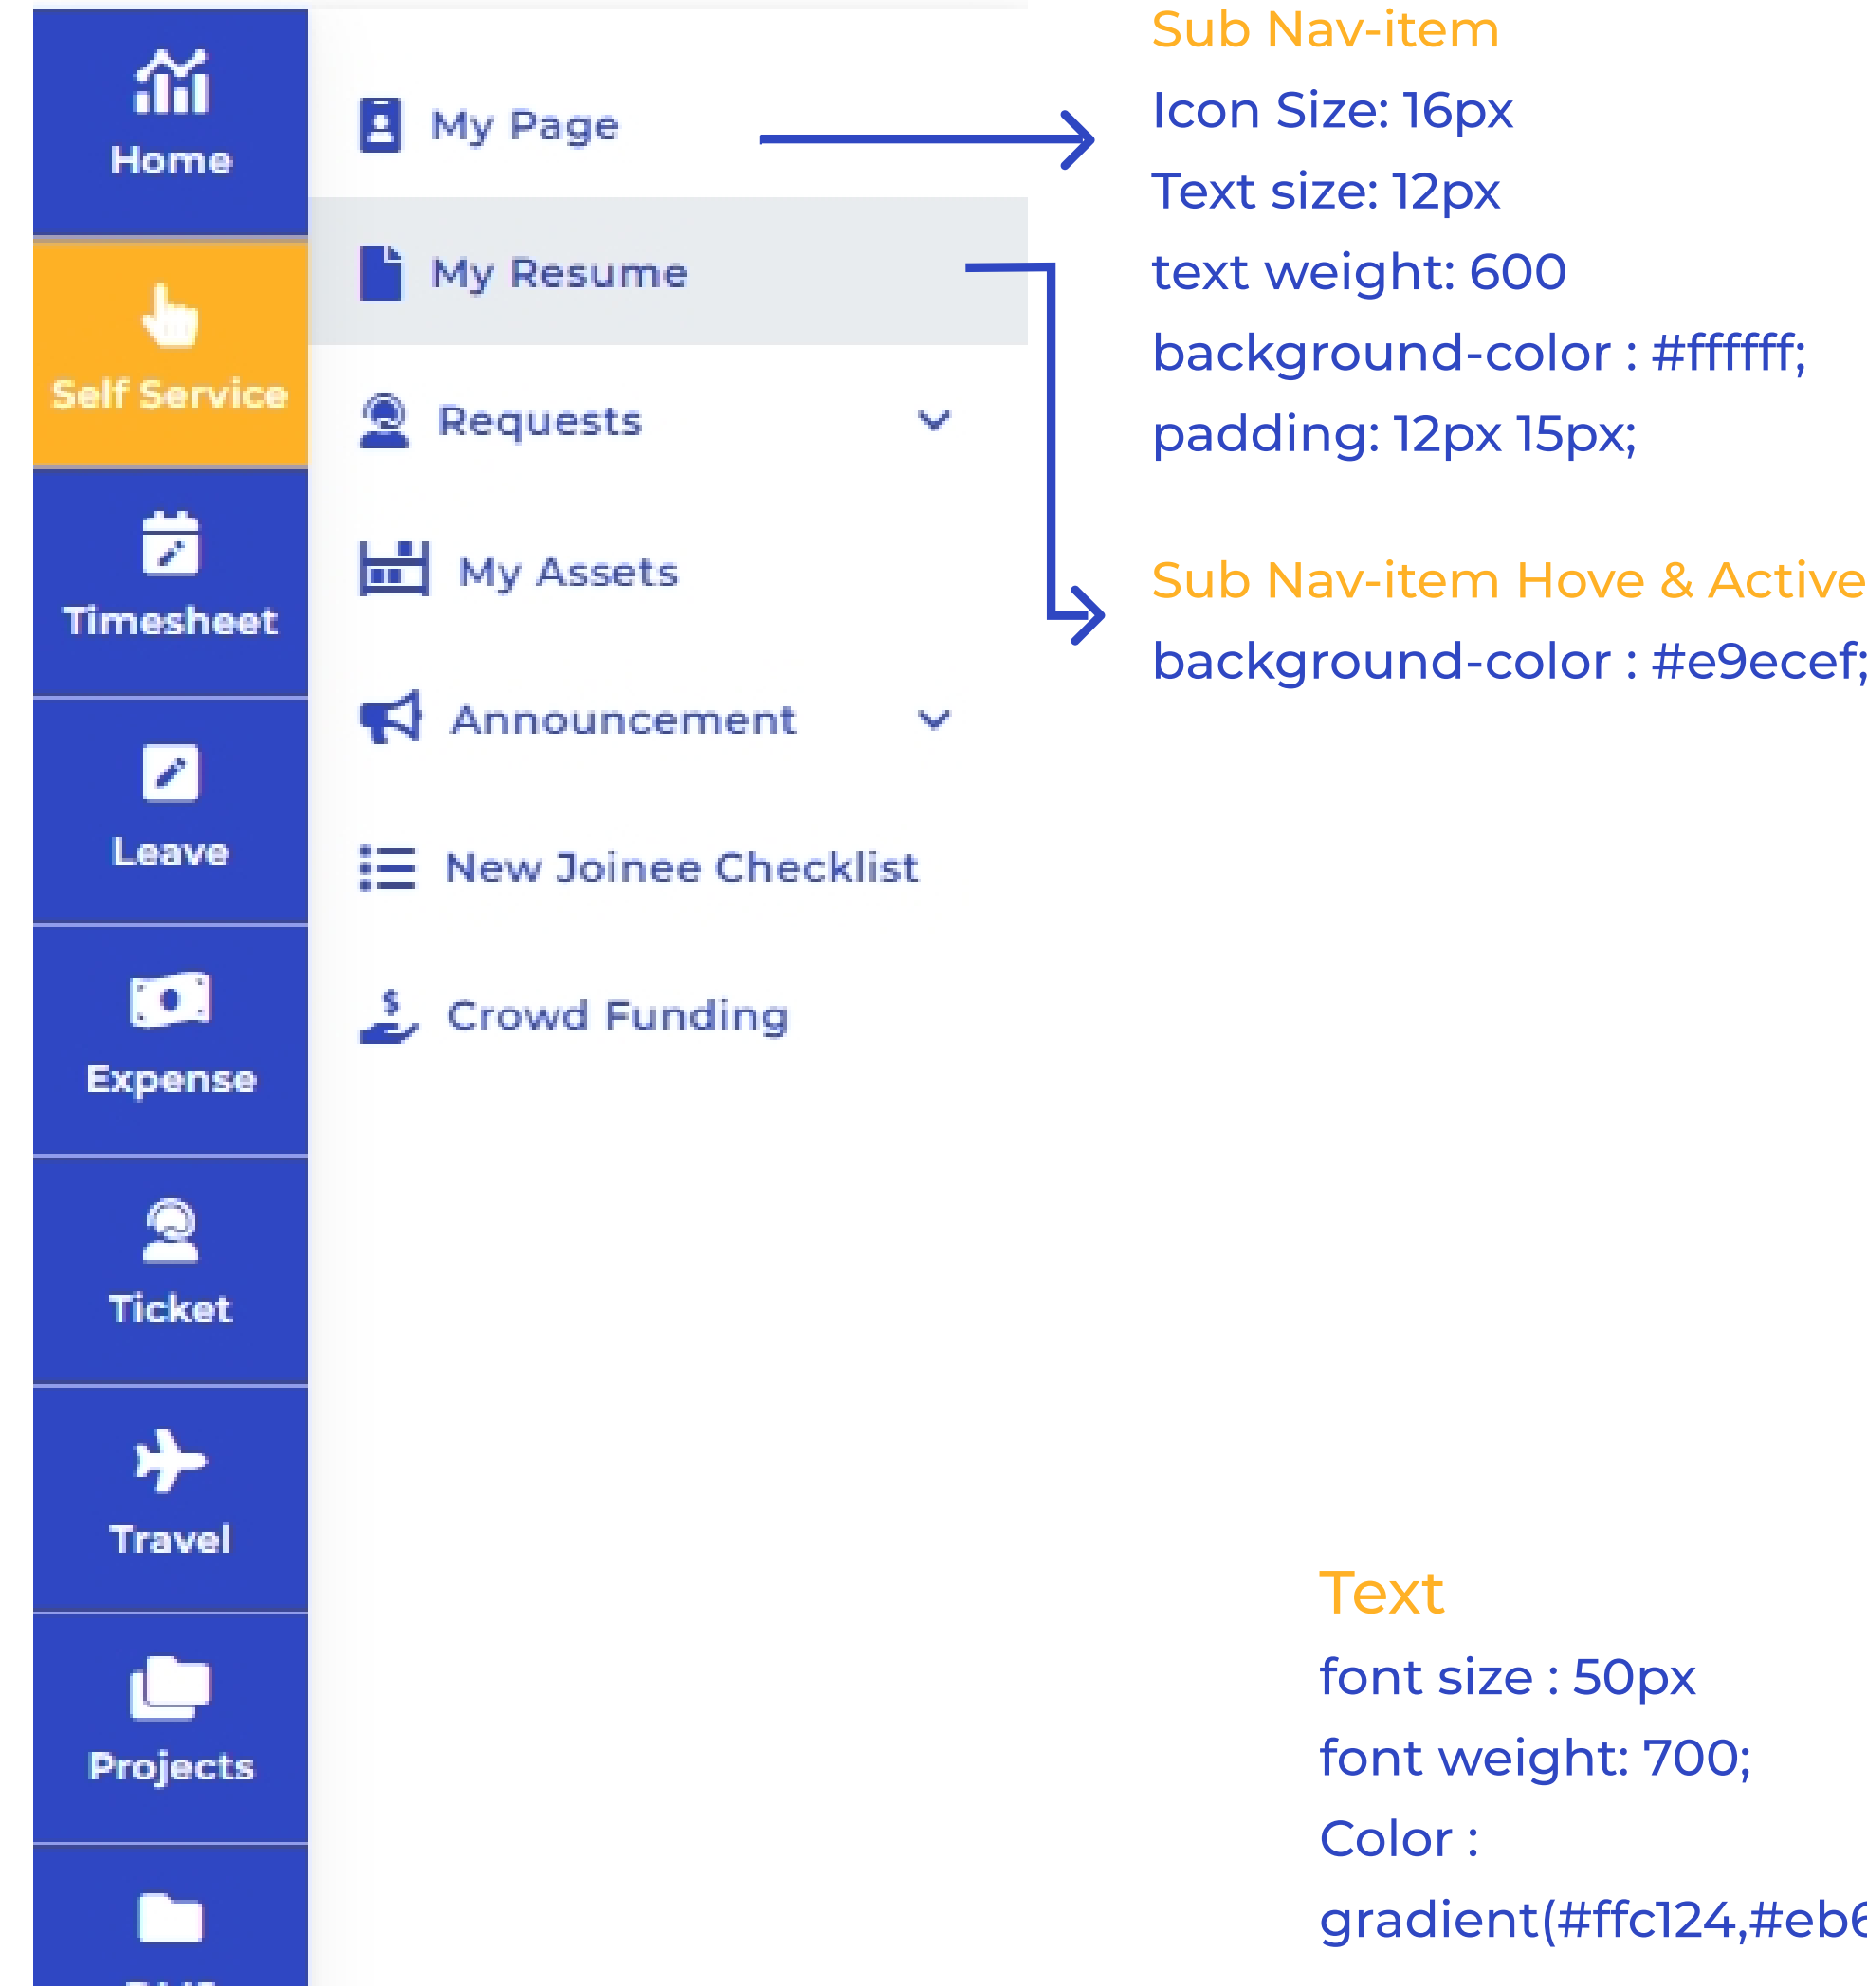 Home
Self Service
Timesheet
Leave
Expense
Ticket
Travel
Projects
My Page
My Resume
Requests
My Assets
Announcement
New Joinee Checklist
Crowd Funding
Sub Nav-item
Icon Size: 16px
Text size: 12px
text weight: 600
background-color : #ffffff;
padding: 12px 15px;
Sub Nav-item Hove & Active
background-color : #e9ecef;
Text
font size : 50px
font weight: 700;
Color :
gradient(#ffc124,#eb6